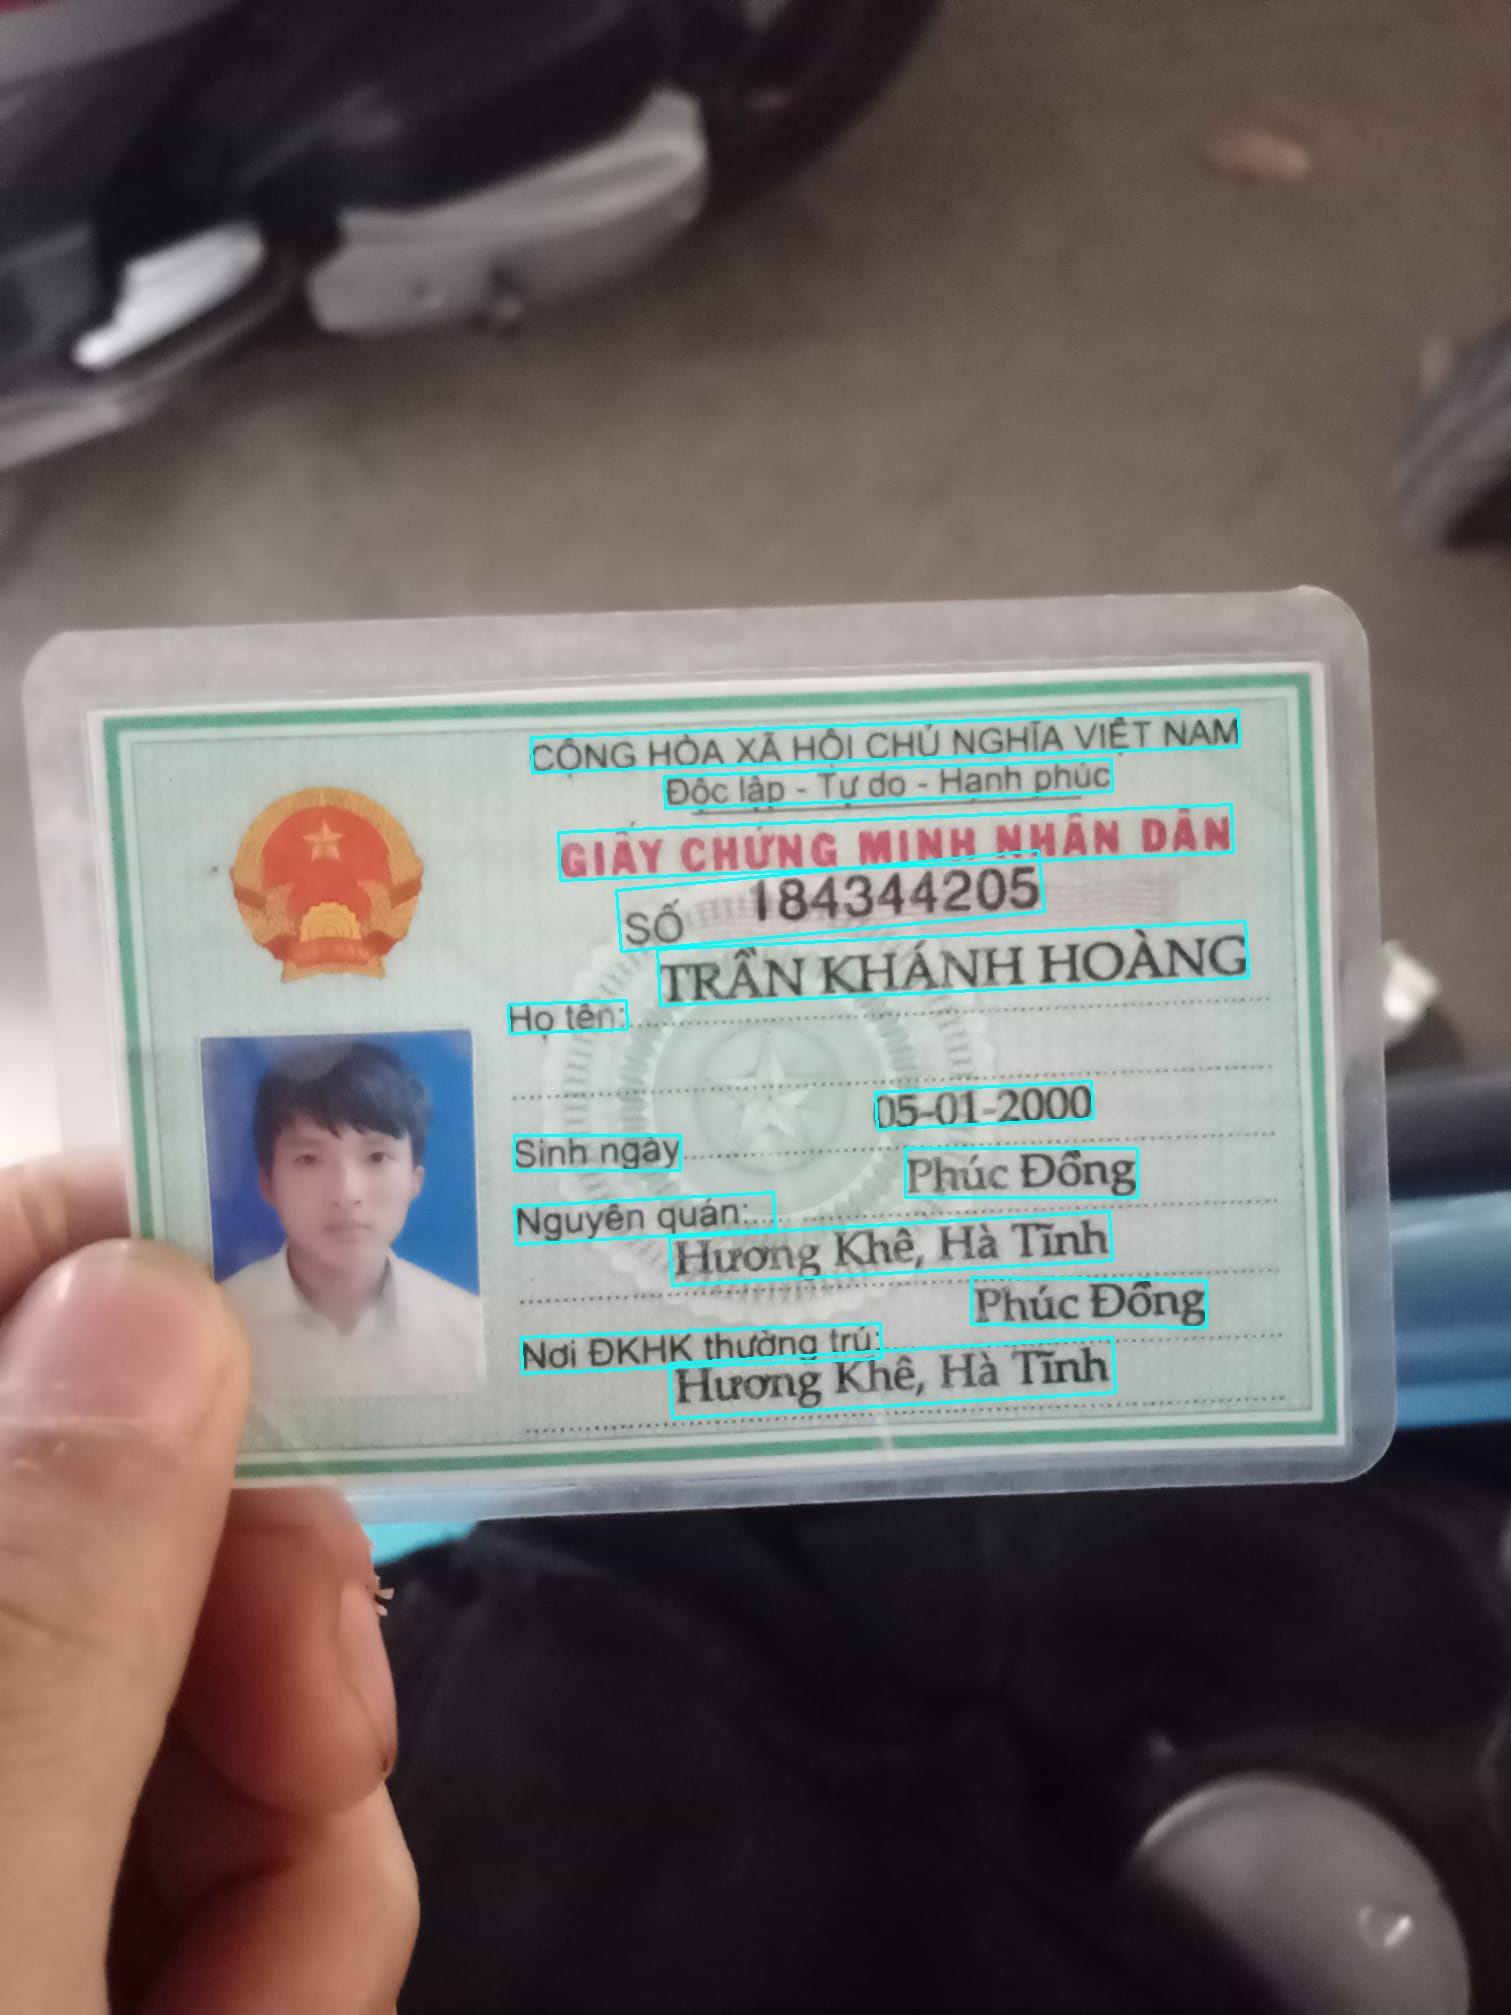 CỘNG HÒA XÃ HỘI CHỦ NGHĨA VIỆT NAM
Độc lập - Tự do - Hạnh phúc
GIẤY CHỨNG MINH NHÂN DÂN
SỐ 184344205
Họ tên: TRẦN KHÁNH HOÀNG
Sinh ngày 05-01-2000
Nguyên quán: Phúc Đồng
Hương Khê, Hà Tĩnh
Nơi ĐKHK thường trú: Phúc Đồng
Hương Khê, Hà Tĩnh